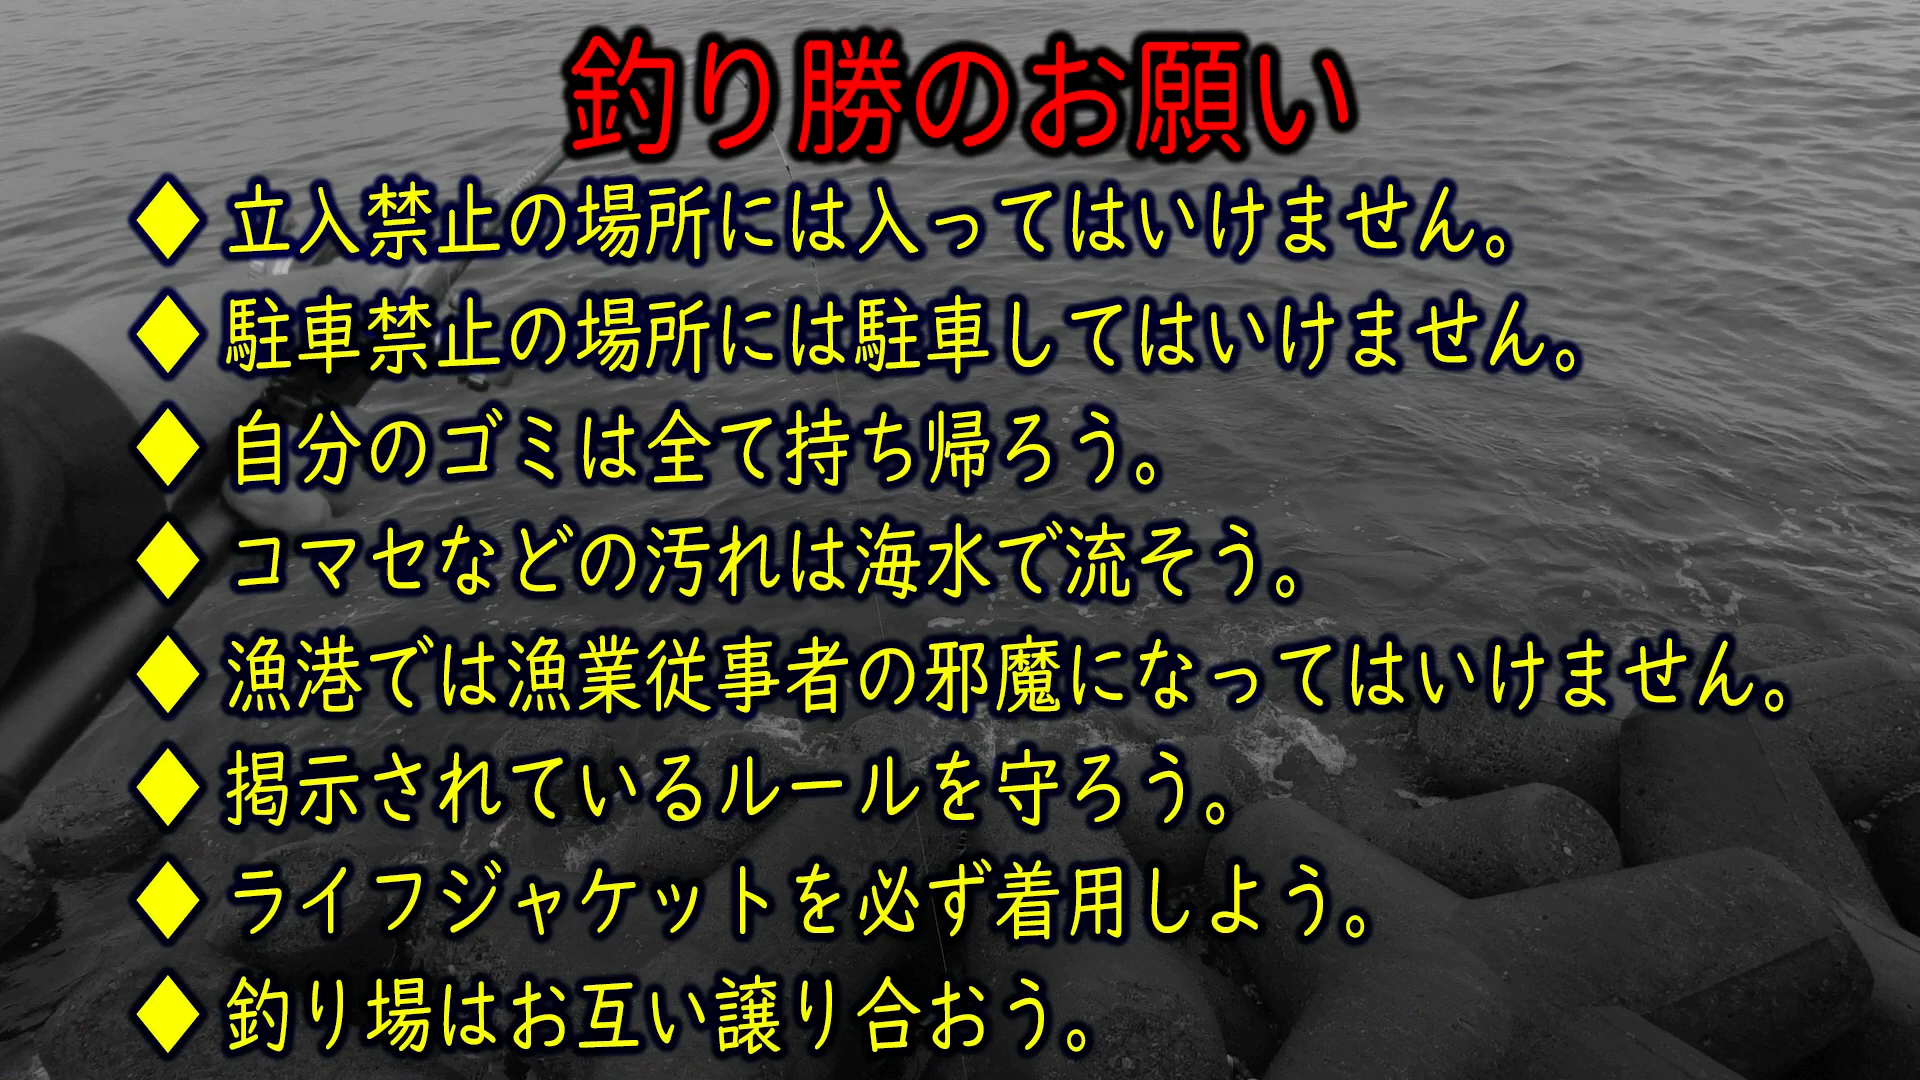 釣り勝のお願い
◆ 立入禁止の場所には入ってはいけません。
◆ 駐車禁止の場所には駐車してはいけません。
◆ 自分のゴミは全て持ち帰ろう。
◆ コマセなどの汚れは海水で流そう。
◆ 漁港では漁業従事者の邪魔になってはいけません。
◆ 掲示されているルールを守ろう。
◆ ライフジャケットを必ず着用しよう。
◆ 釣り場はお互い譲り合おう。